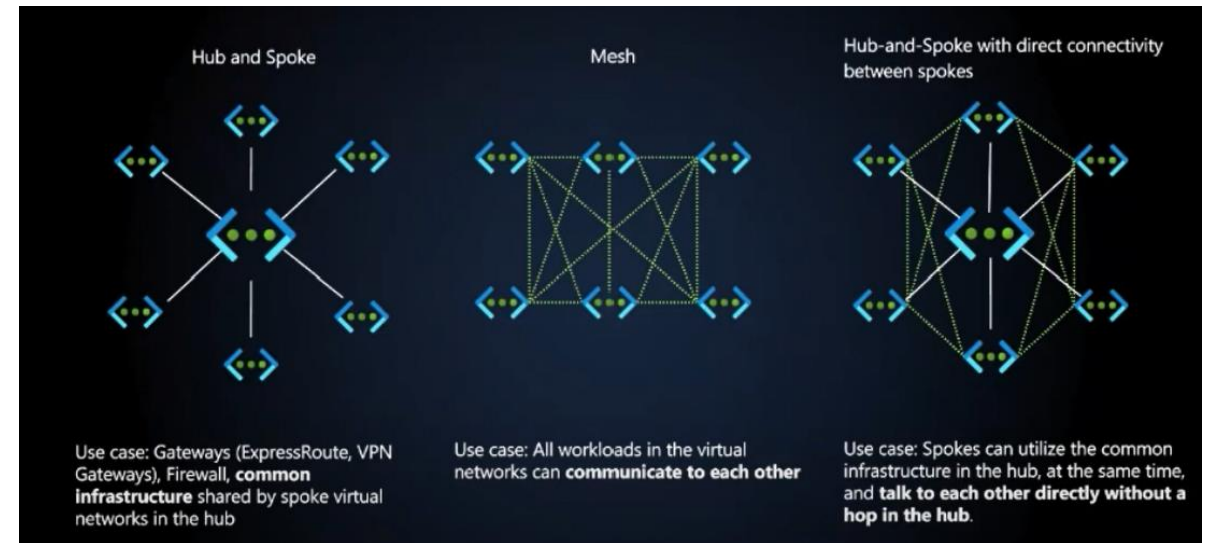 Hub and Spoke
Use case: Gateways (ExpressRoute, VPN
Gateways), Firewall, common
infrastructure shared by spoke virtual
networks in the hub
Mesh
Use case: All workloads in the virtual
networks can communicate to each other
Hub-and-Spoke with direct connectivity
between spokes
Use case: Spokes can utilize the common
infrastructure in the hub, at the same time,
and talk to each other directly without a
hop in the hub.